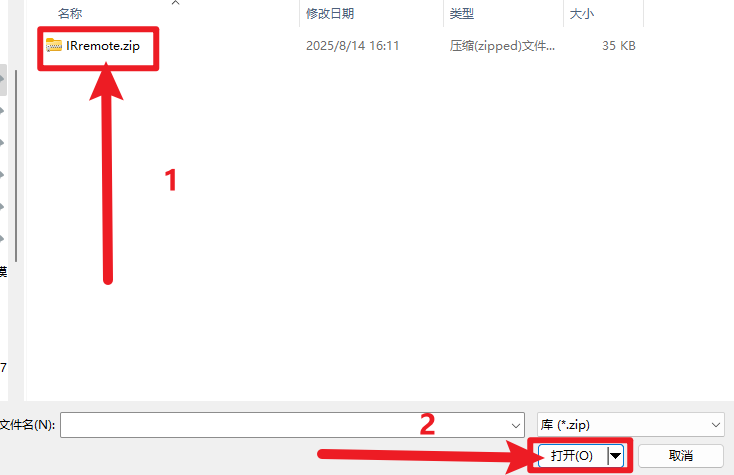 名称 修改日期 类型 大小
IRremote.zip 2025/8/14 16:11 压缩(zipped)文件... 35 KB
1
模
7
2
文件名(N): 库 (*.zip)
打开(O) 取消